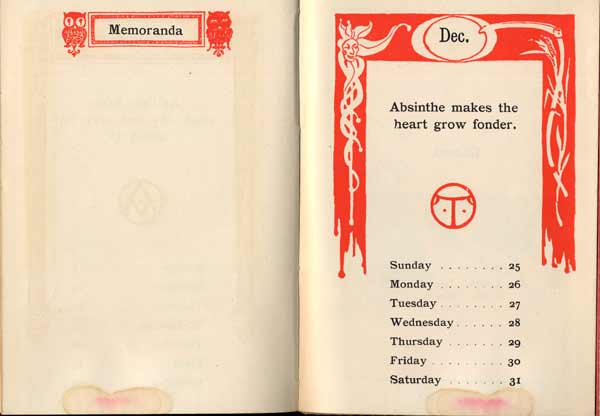 Memoranda
Dec.
Absinthe makes the
heart grow fonder.
Sunday . . . . . . . . 25
Monday . . . . . . . 26
Tuesday . . . . . . . 27
Wednesday . . . . . . 28
Thursday . . . . . . 29
Friday . . . . . . . 30
Saturday . . . . . . 31